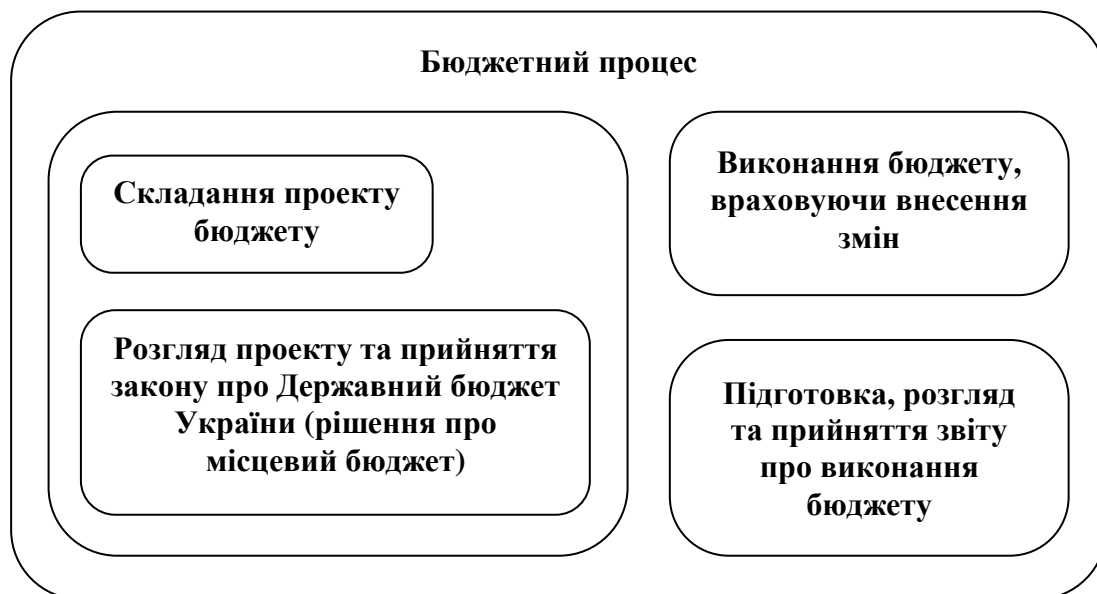 Бюджетний процес
Складання проекту
бюджету
Розгляд проекту та прийняття
закону про Державний бюджет
України (рішення про
місцевий бюджет)
Виконання бюджету,
враховуючи внесення
змін
Підготовка, розгляд
та прийняття звіту
про виконання
бюджету